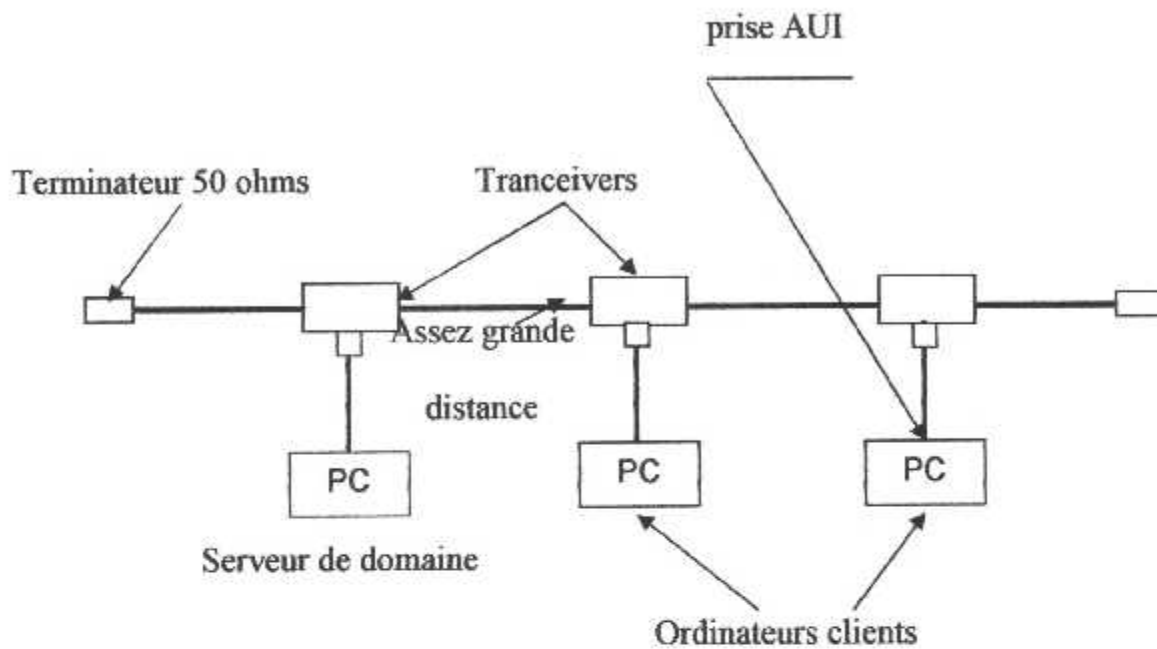 prise AUI
Terminateur 50 ohms
Tranceivers
Assez grande
distance
PC
PC
PC
Serveur de domaine
Ordinateurs clients